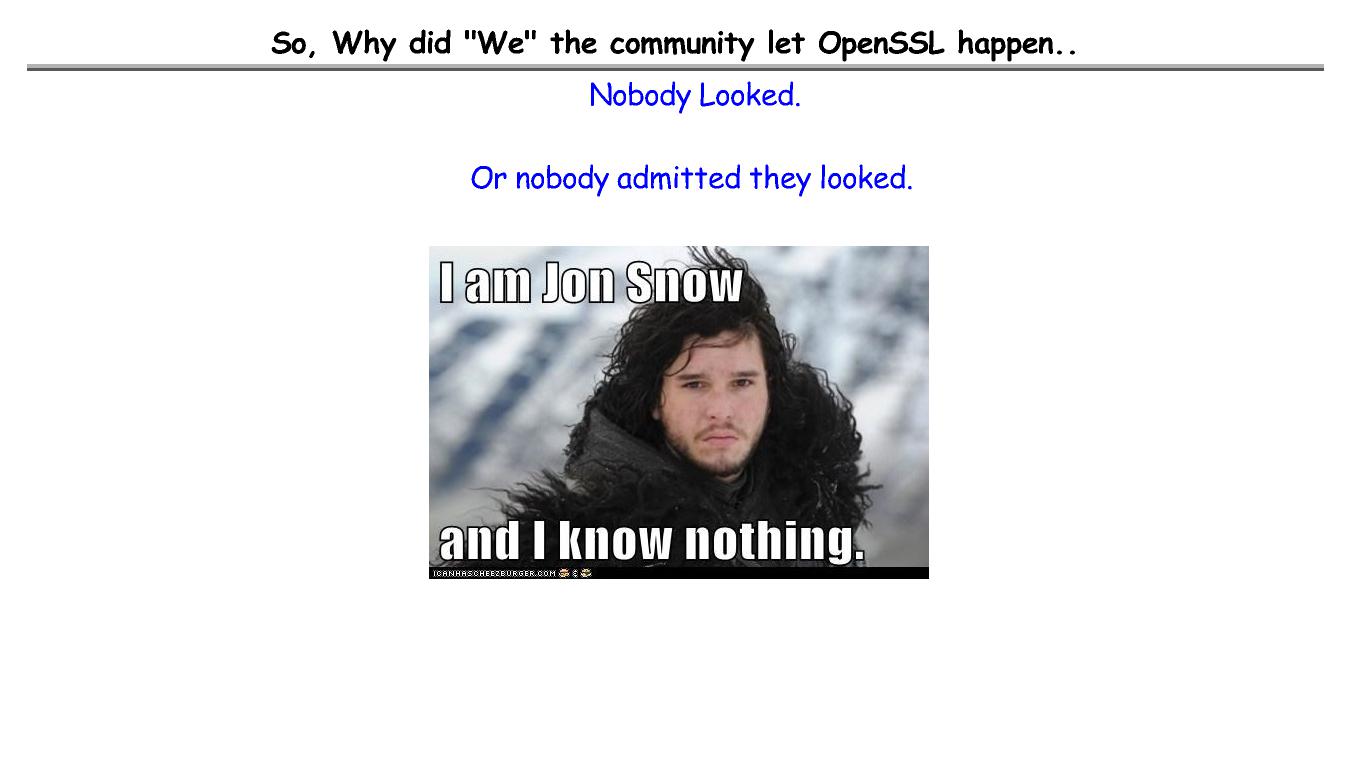 So, Why did "We" the community let OpenSSL happen..
Nobody Looked.
Or nobody admitted they looked.
I am Jon Snow
and I know nothing.
ICANHASCHEEZBURGER.COM